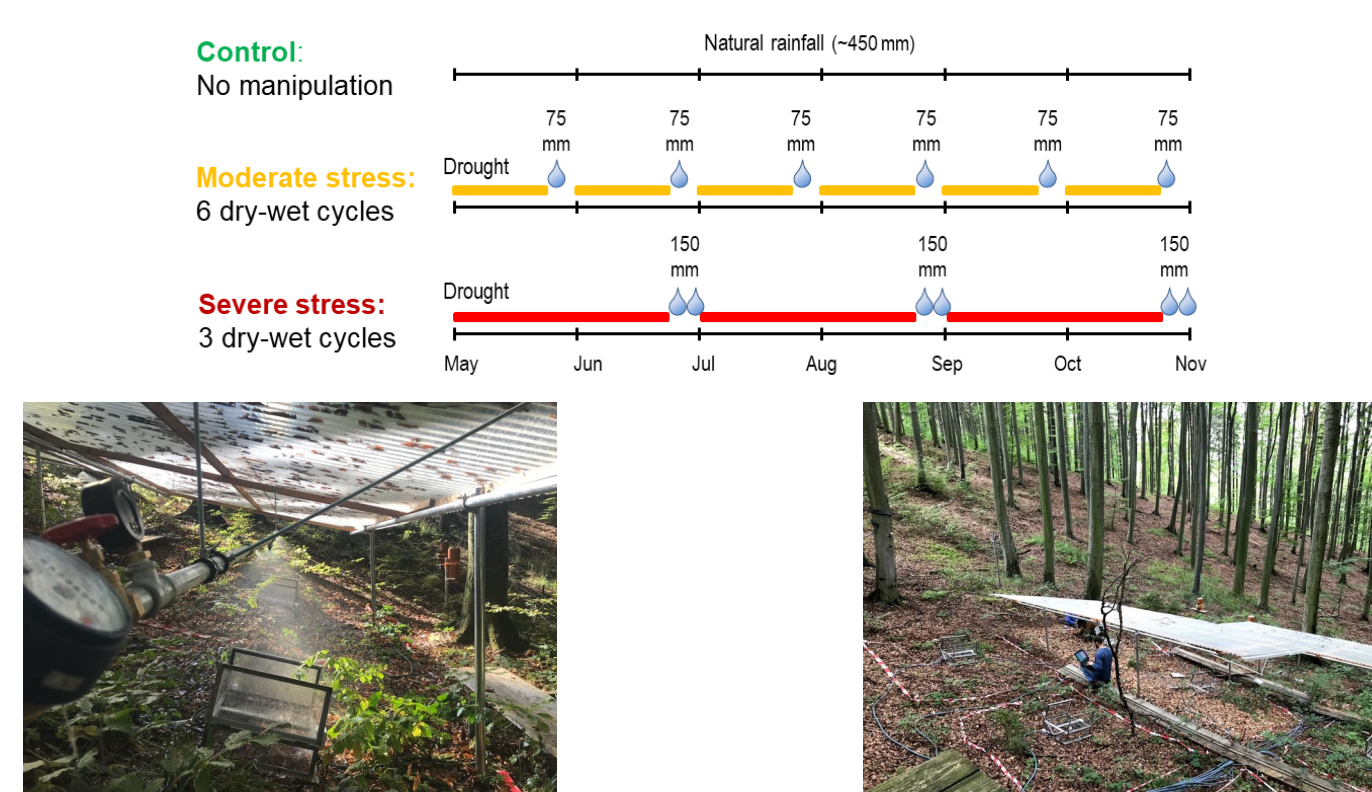 Control:
No manipulation
Natural rainfall (~450 mm)
Moderate stress:
6 dry-wet cycles
Drought
75
mm
75
mm
75
mm
75
mm
75
mm
75
mm
Severe stress:
3 dry-wet cycles
Drought
150
mm
150
mm
150
mm
May Jun Jul Aug Sep Oct Nov